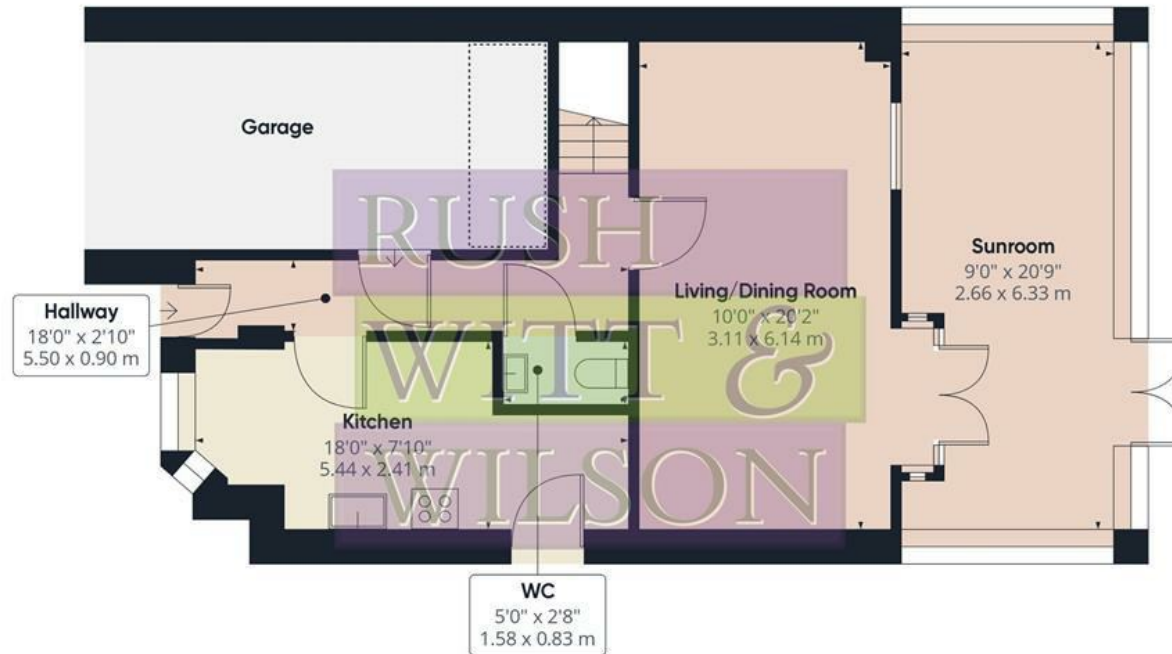 Garage
RUSH
WITT &
WILSON
Sunroom
9'0" x 20'9"
2.66 x 6.33 m
Living/Dining Room
10'0" x 20'2"
3.11 x 6.14 m
Hallway
18'0" x 2'10"
5.50 x 0.90 m
Kitchen
18'0" x 7'10"
5.44 x 2.41 m
WC
5'0" x 2'8"
1.58 x 0.83 m